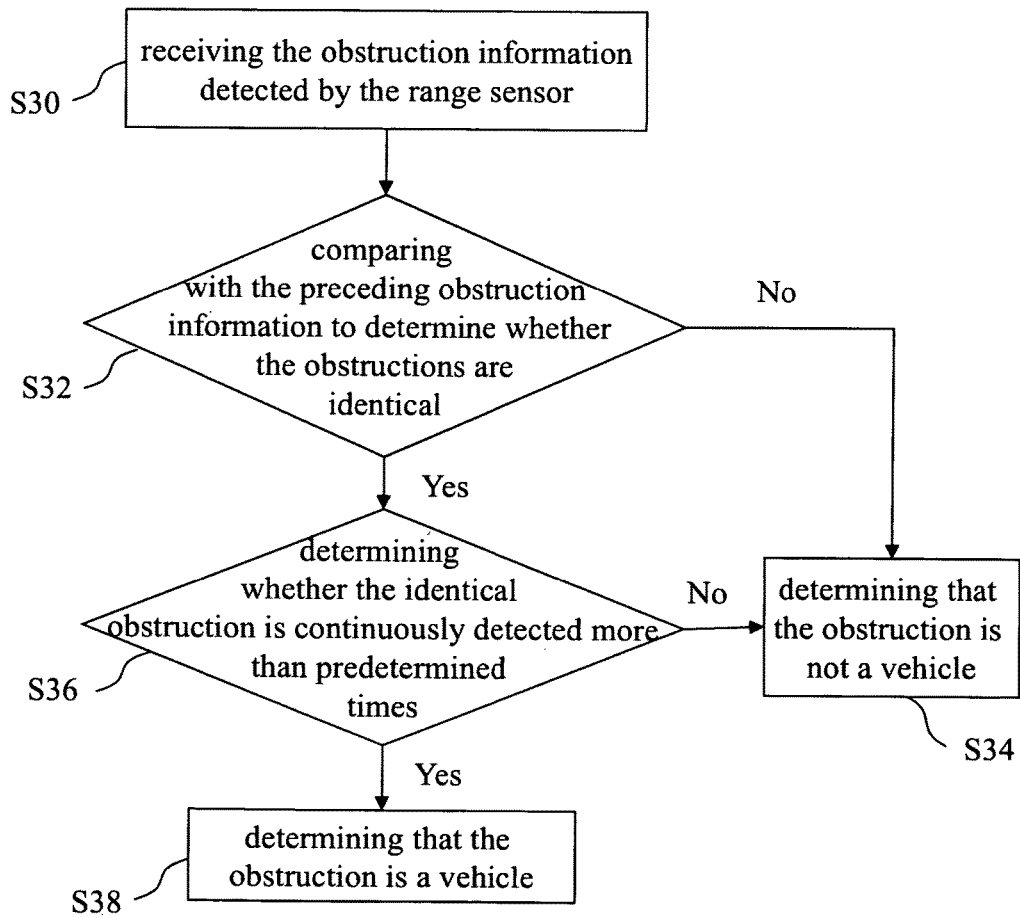 receiving the obstruction information
detected by the range sensor
S30
comparing
with the preceding obstruction
information to determine whether
the obstructions are
identical
No
S32
Yes
determining
whether the identical
obstruction is continuously detected more
than predetermined
times
No
S36
determining that
the obstruction is
not a vehicle
S34
Yes
determining that the
obstruction is a vehicle
S38